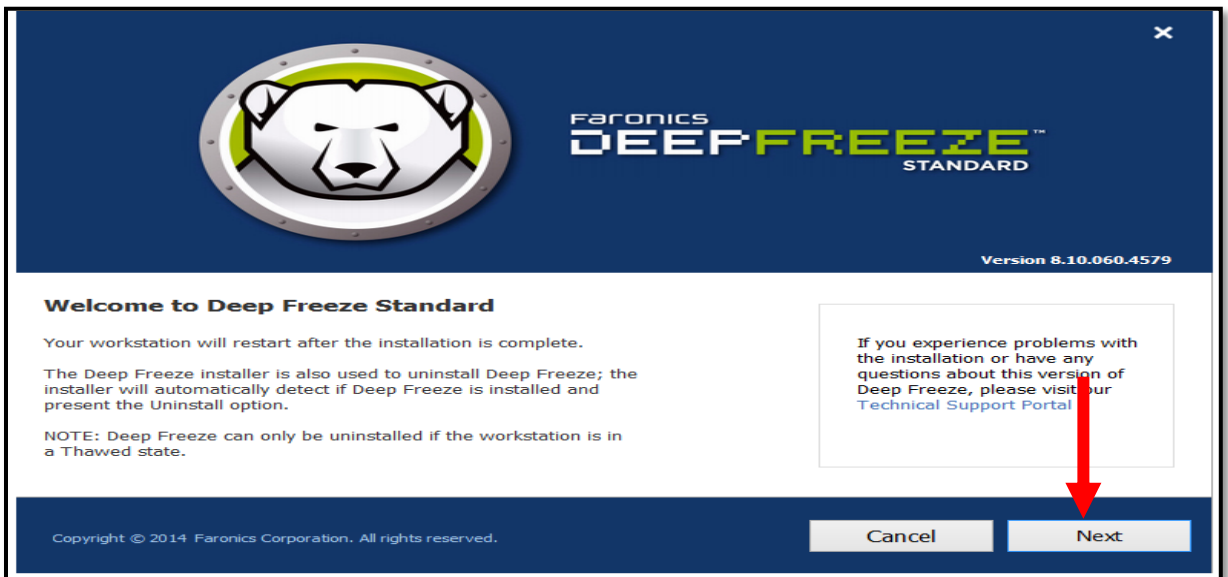 ×
Faronics
DEEPFREEZE™
STANDARD
Version 8.10.060.4579
Welcome to Deep Freeze Standard
Your workstation will restart after the installation is complete.
The Deep Freeze installer is also used to uninstall Deep Freeze; the
installer will automatically detect if Deep Freeze is installed and
present the Uninstall option.
NOTE: Deep Freeze can only be uninstalled if the workstation is in
a Thawed state.
If you experience problems with
the installation or have any
questions about this version of
Deep Freeze, please visit our
Technical Support Portal
Copyright © 2014 Faronics Corporation. All rights reserved.
Cancel
Next